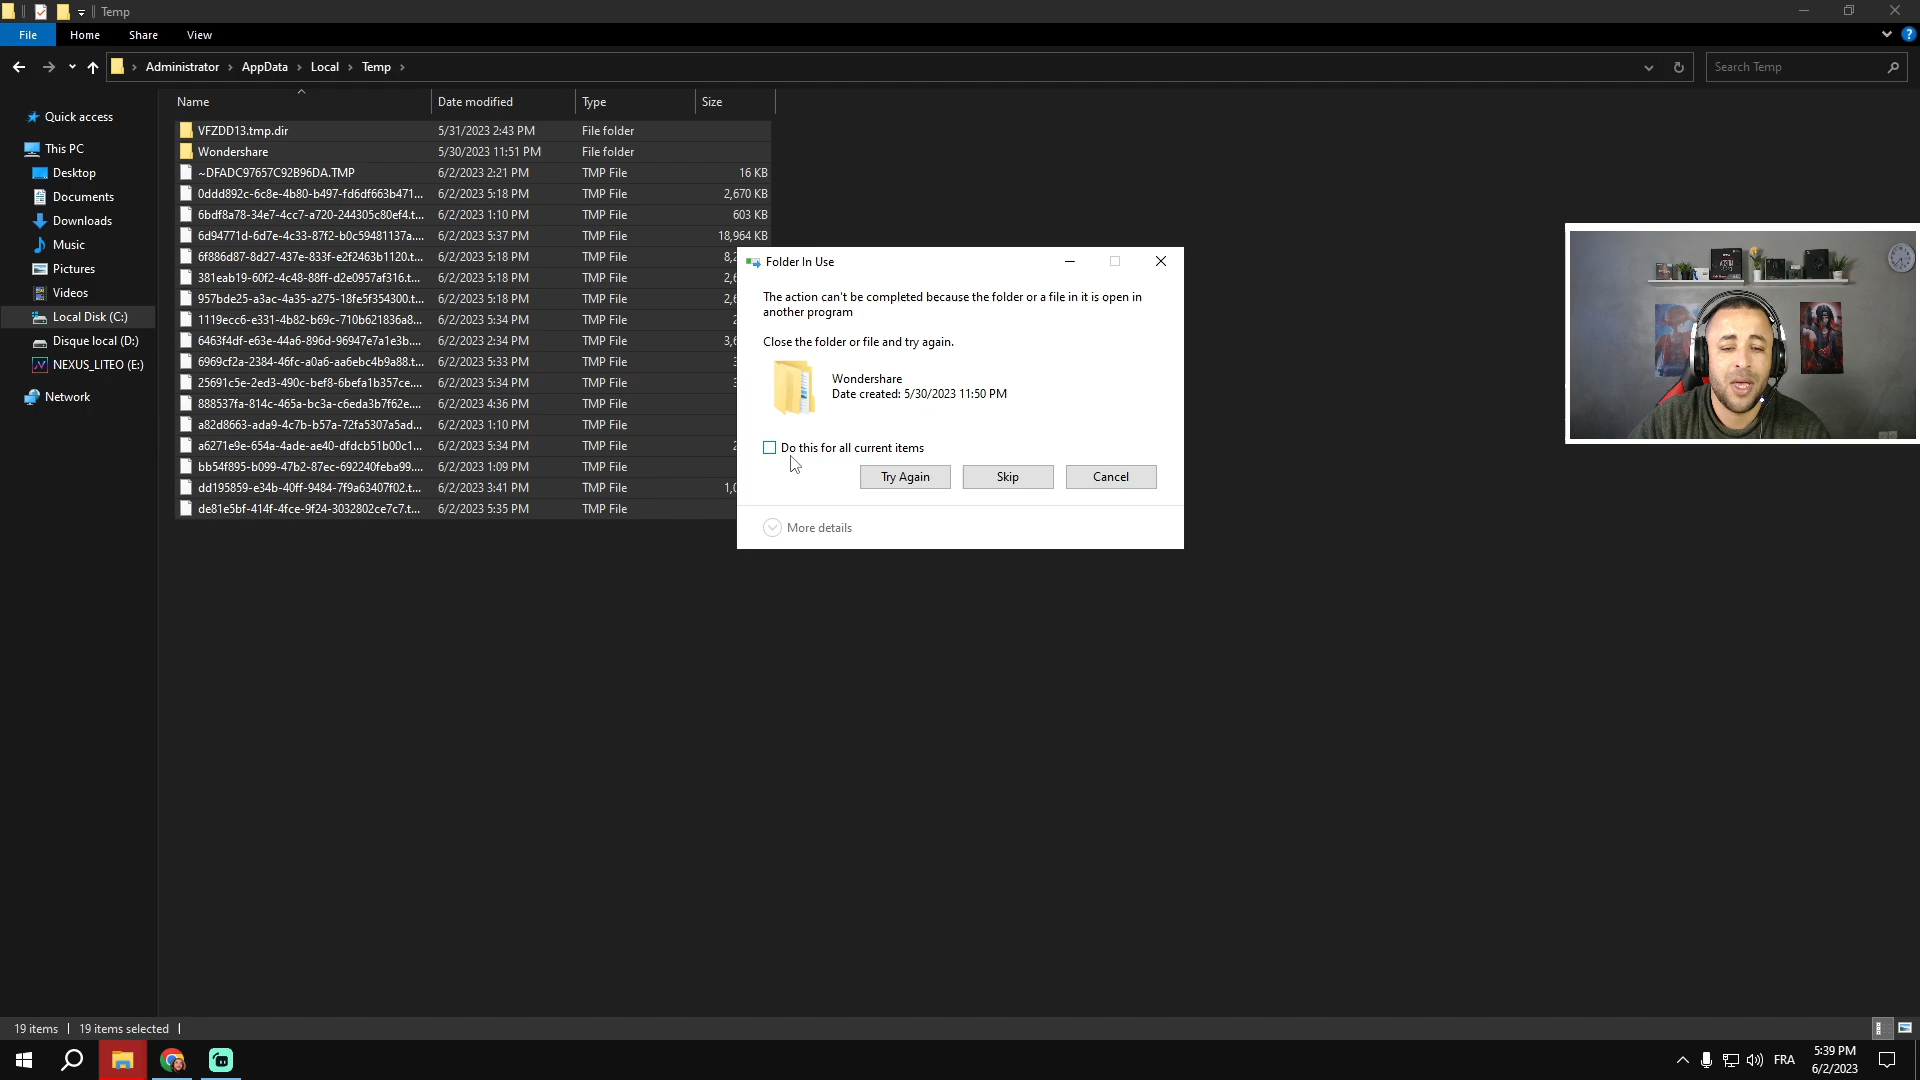 Temp
File Home Share View
Administrator > AppData > Local > Temp >
Search Temp
Quick access
This PC
Desktop
Documents
Downloads
Music
Pictures
Videos
Local Disk (C:)
Disque local (D:)
NEXUS_LITEO (E:)
Network
Name Date modified Type Size
VFZDD13.tmp.dir 5/31/2023 2:43 PM File folder
Wondershare 5/30/2023 11:51 PM File folder
~DFADC97657C92B96DA.TMP 6/2/2023 2:21 PM TMP File 16 KB
0ddd892c-6c8e-4b80-b497-fd6df663b471... 6/2/2023 5:18 PM TMP File 2,670 KB
6bdf8a78-34e7-4cc7-a720-244305c80ef4.t... 6/2/2023 1:10 PM TMP File 603 KB
6d94771d-6d7e-4c33-87f2-b0c59481137a.... 6/2/2023 5:37 PM TMP File 18,964 KB
6f886d87-8d27-437e-833f-e2f2463b1120.t... 6/2/2023 5:18 PM TMP File 8,2
381eab19-60f2-4c48-88ff-d2e0957af316.t... 6/2/2023 5:18 PM TMP File 2,6
957bde25-a3ac-4a35-a275-18fe5f354300.t... 6/2/2023 5:18 PM TMP File 2,6
1119ecc6-e331-4b82-b69c-710b621836a8... 6/2/2023 5:34 PM TMP File 2
6463f4df-e63e-44a6-896d-96947e7a1e3b.... 6/2/2023 2:34 PM TMP File 3,6
6969cf2a-2384-46fc-a0a6-aa6ebc4b9a88.t... 6/2/2023 5:33 PM TMP File 3
25691c5e-2ed3-490c-bef8-6befa1b357ce.... 6/2/2023 5:34 PM TMP File 3
888537fa-814c-465a-bc3a-c6eda3b7f62e.... 6/2/2023 4:36 PM TMP File
a82d8663-ada9-4c7b-b57a-72fa5307a5ad... 6/2/2023 1:10 PM TMP File
a6271e9e-654a-4ade-ae40-dfdcb51b00c1... 6/2/2023 5:34 PM TMP File 2
bb54f895-b099-47b2-87ec-692240feba99.... 6/2/2023 1:09 PM TMP File
dd195859-e34b-40ff-9484-7f9a63407f02.t... 6/2/2023 3:41 PM TMP File 1,0
de81e5bf-414f-4fce-9f24-3032802ce7c7.t... 6/2/2023 5:35 PM TMP File
Folder In Use
The action can't be completed because the folder or a file in it is open in
another program
Close the folder or file and try again.
Wondershare
Date created: 5/30/2023 11:50 PM
Do this for all current items
Try Again Skip Cancel
More details
19 items 19 items selected
FRA
5:39 PM
6/2/2023